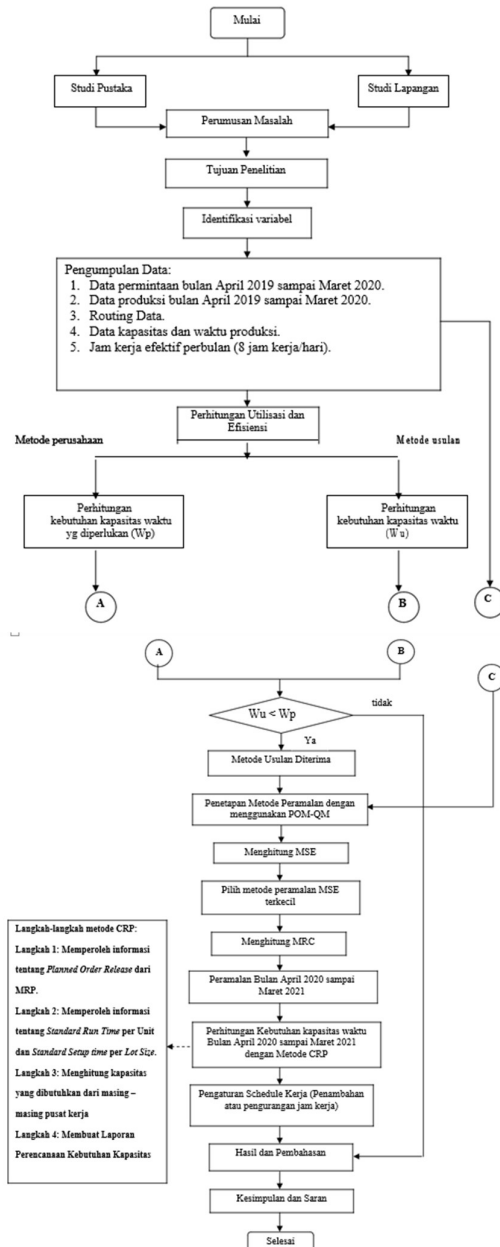 Mulai
Studi Pustaka
Studi Lapangan
Perumusan Masalah
Tujuan Penelitian
Identifikasi variabel
Pengumpulan Data:
1. Data permintaan bulan April 2019 sampai Maret 2020.
2. Data produksi bulan April 2019 sampai Maret 2020.
3. Routing Data.
4. Data kapasitas dan waktu produksi.
5. Jam kerja efektif perbulan (8 jam kerja/hari).
Perhitungan Utilisasi dan
Efisiensi
Metode perusahaan
Metode usulan
Perhitungan
kebutuhan kapasitas waktu
yg diperlukan (Wp)
Perhitungan
kebutuhan kapasitas waktu
(Wu)
A
B
C
A
B
C
Wu < Wp
tidak
Ya
Metode Usulan Diterima
Penetapan Metode Peramalan dengan
menggunakan POM-QM
Menghitung MSE
Pilih metode peramalan MSE
terkecil
Menghitung MRC
Peramalan Bulan April 2020 sampai
Maret 2021
Perhitungan Kebutuhan kapasitas waktu
Bulan April 2020 sampai Maret 2021
dengan Metode CRP
Langkah-langkah metode CRP:
Langkah 1: Memperoleh informasi
tentang Planned Order Release dari
MRP.
Langkah 2: Memperoleh informasi
tentang Standard Run Time per Unit
dan Standard Setup time per Lot Size.
Langkah 3: Menghitung kapasitas
yang dibutuhkan dari masing –
masing pusat kerja
Langkah 4: Membuat Laporan
Perencanaan Kebutuhan Kapasitas
Pengaturan Schedule Kerja (Penambahan
atau pengurangan jam kerja)
Hasil dan Pembahasan
Kesimpulan dan Saran
Selesai